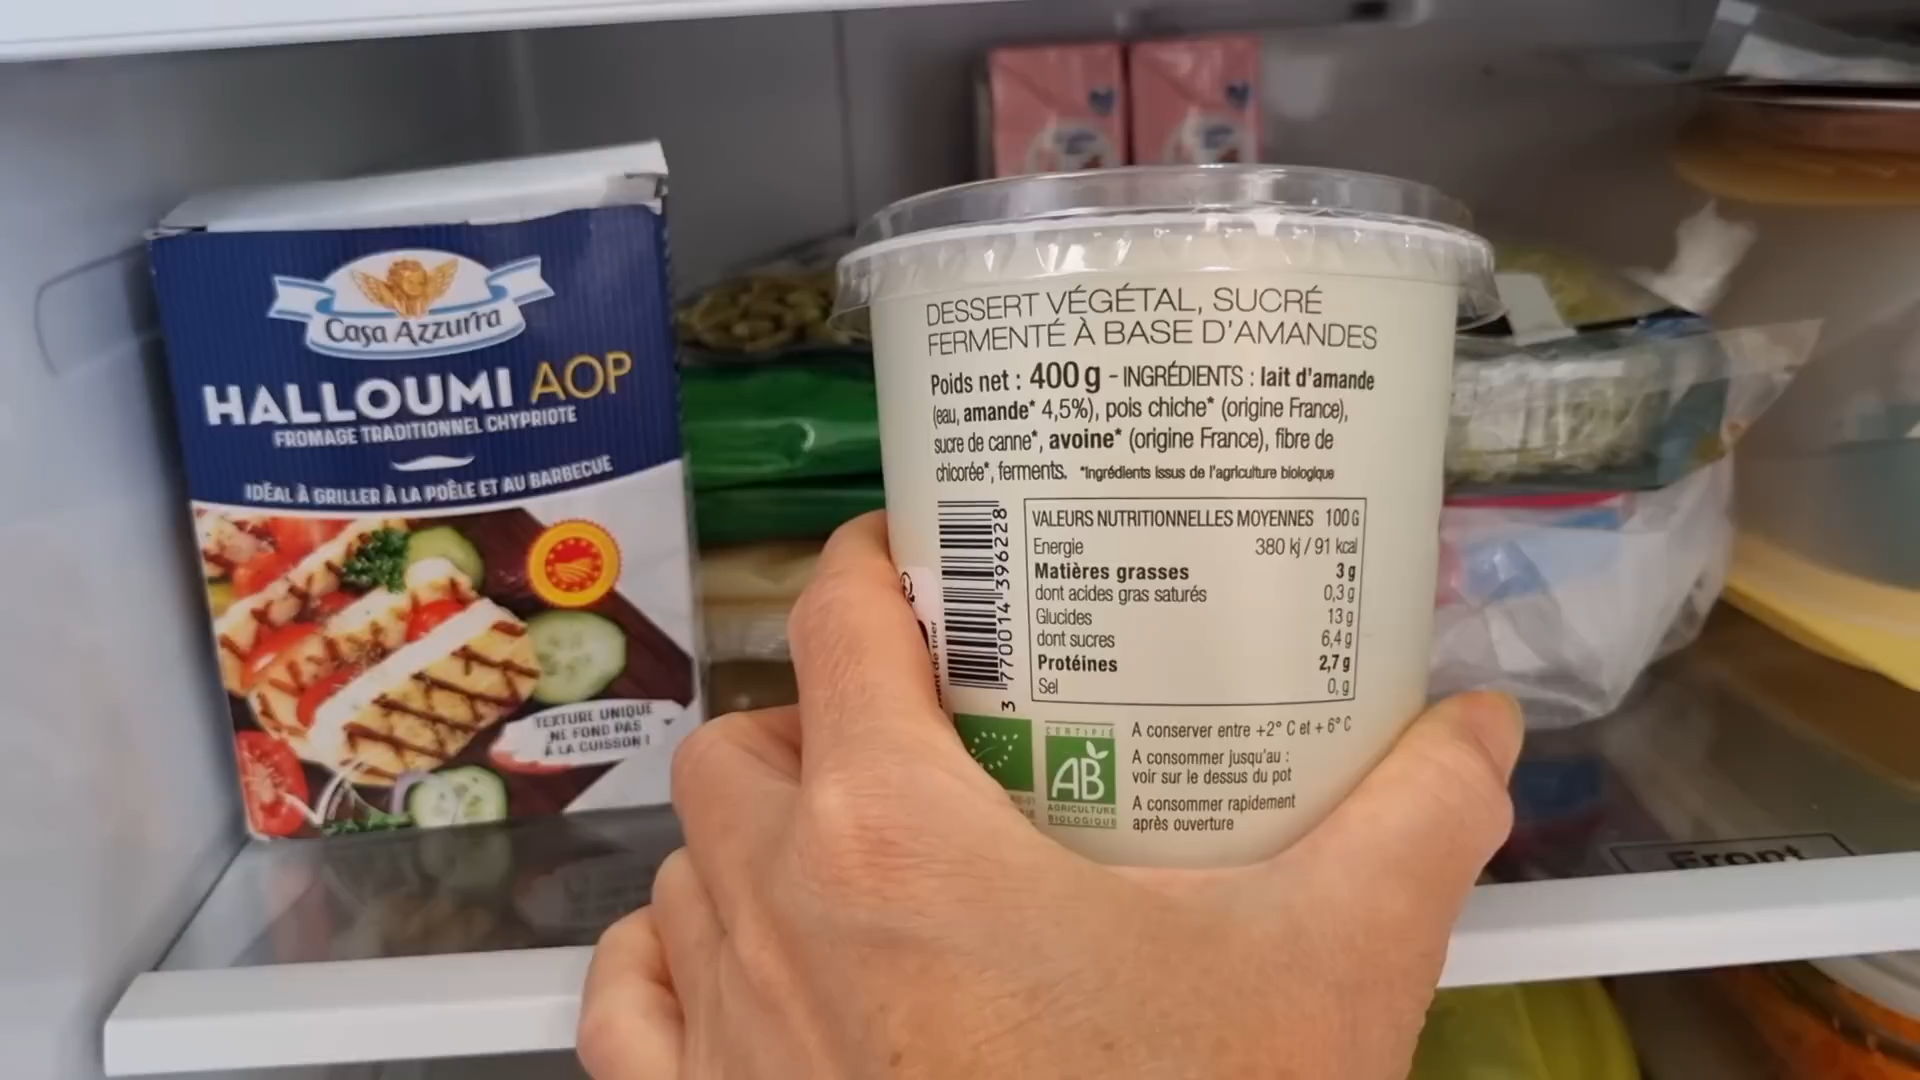 Casa Azzurra
HALLOUMI AOP
FROMAGE TRADITIONNEL CHYPRIOTE
IDÉAL À GRILLER À LA POÊLE ET AU BARBECUE
TEXTURE UNIQUE
NE FOND PAS
À LA CUISSON !
DESSERT VÉGÉTAL, SUCRÉ
FERMENTÉ À BASE D'AMANDES
Poids net : 400 g - INGRÉDIENTS : lait d'amande
(eau, amande* 4,5%), pois chiche* (origine France),
sucre de canne*, avoine* (origine France), fibre de
chicorée*, ferments. *Ingrédients issus de l'agriculture biologique
3 770014 396228
VALEURS NUTRITIONNELLES MOYENNES 100 G
Energie 380 kj / 91 kcal
Matières grasses 3 g
dont acides gras saturés 0,3 g
Glucides 13 g
dont sucres 6,4 g
Protéines 2,7 g
Sel 0, g
CERTIFIÉ
AB
AGRICULTURE
BIOLOGIQUE
A conserver entre +2° C et + 6° C
A consommer jusqu'au :
voir sur le dessus du pot
A consommer rapidement
après ouverture
de trier
Front